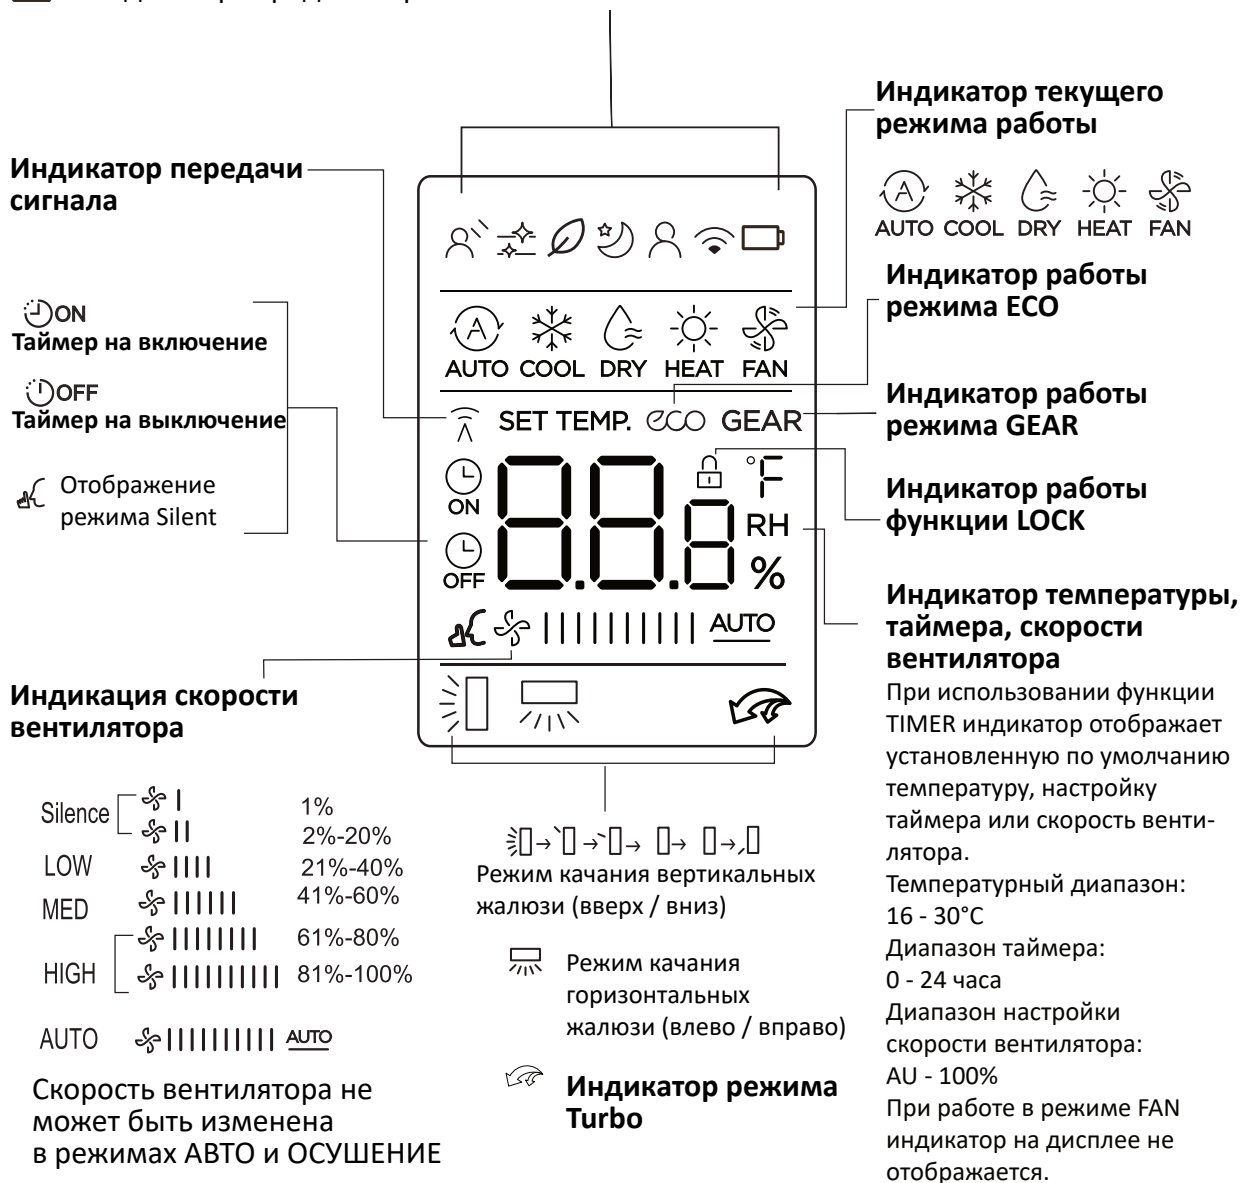 Индикатор текущего
режима работы
AUTO COOL DRY HEAT FAN
Индикатор передачи
сигнала
ON
Таймер на включение
OFF
Таймер на выключение
Отображение
режима Silent
AUTO COOL DRY HEAT FAN
SET TEMP. eco GEAR
ON
OFF
88.8
°F
RH
%
AUTO
Индикатор работы
режима ECO
Индикатор работы
режима GEAR
Индикатор работы
функции LOCK
Индикатор температуры,
таймера, скорости
вентилятора
При использовании функции
TIMER индикатор отображает
установленную по умолчанию
температуру, настройку
таймера или скорость венти-
лятора.
Температурный диапазон:
16 - 30°C
Диапазон таймера:
0 - 24 часа
Диапазон настройки
скорости вентилятора:
AU - 100%
При работе в режиме FAN
индикатор на дисплее не
отображается.
Индикация скорости
вентилятора
Silence 1%
2%-20%
LOW 21%-40%
MED 41%-60%
HIGH 61%-80%
81%-100%
AUTO AUTO
Скорость вентилятора не
может быть изменена
в режимах АВТО и ОСУШЕНИЕ
Режим качания вертикальных
жалюзи (вверх / вниз)
Режим качания
горизонтальных
жалюзи (влево / вправо)
Индикатор режима
Turbo